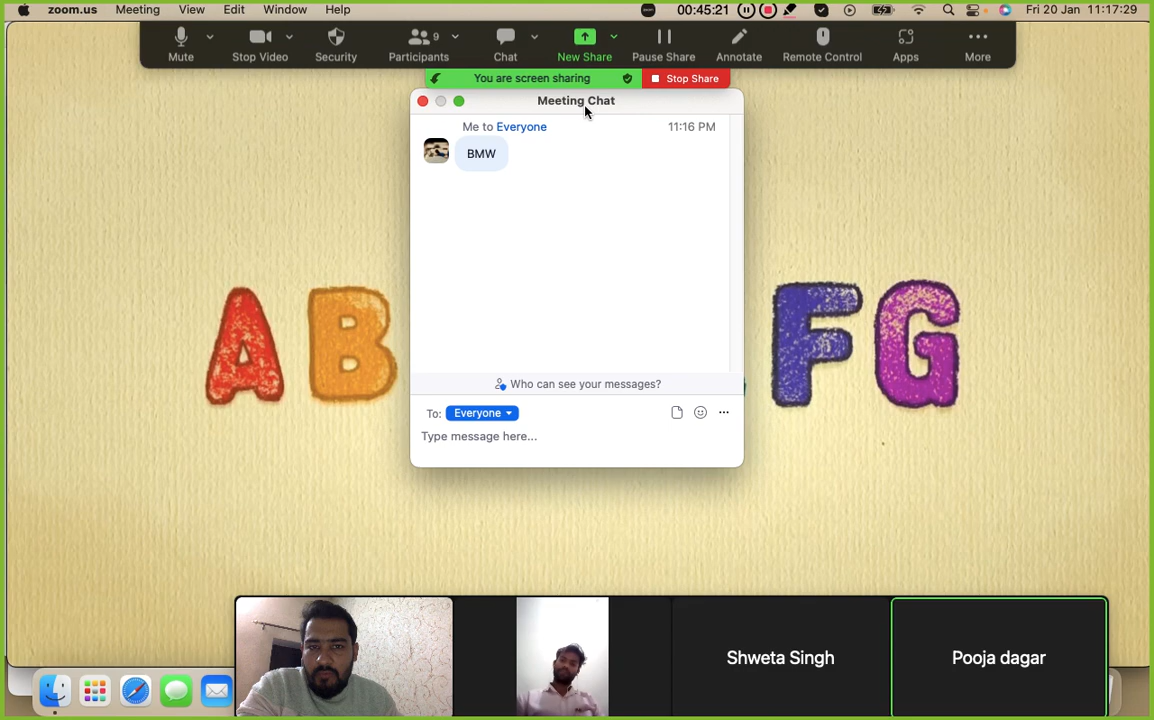 zoom.us Meeting View Edit Window Help 00:45:21 Fri 20 Jan 11:17:29
Mute Stop Video Security Participants 9 Chat New Share Pause Share Annotate Remote Control Apps More
You are screen sharing Stop Share
Meeting Chat
Me to Everyone 11:16 PM
BMW
A B F G
Who can see your messages?
To: Everyone
Type message here...
Shweta Singh Pooja dagar